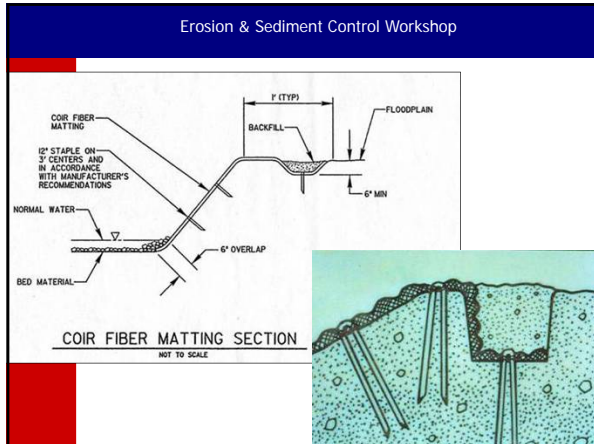 Erosion & Sediment Control Workshop
1' (TYP)
FLOODPLAIN
COIR FIBER
MATTING
BACKFILL
12" STAPLE ON
3' CENTERS AND
IN ACCORDANCE
WITH MANUFACTURER'S
RECOMMENDATIONS
6" MIN
NORMAL WATER
6" OVERLAP
BED MATERIAL
COIR FIBER MATTING SECTION
NOT TO SCALE